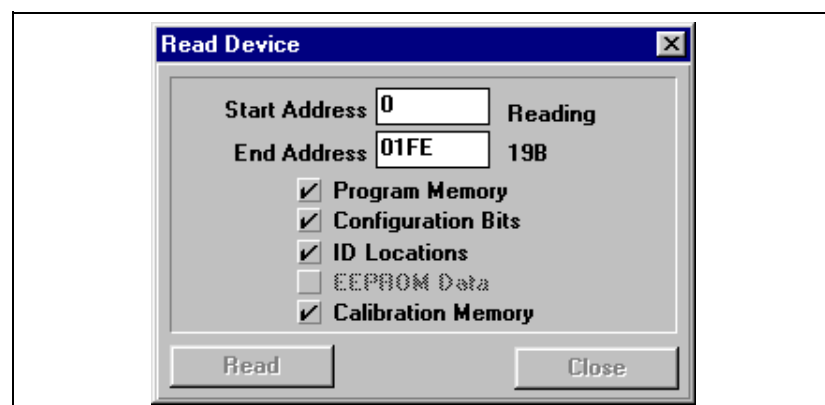 Read Device
Start Address 0 Reading
End Address 01FE 19B
Program Memory
Configuration Bits
ID Locations
EEPROM Data
Calibration Memory
Read Close